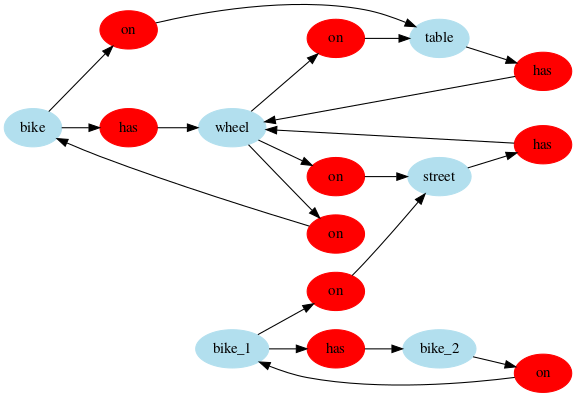 on
on
table
has
bike
has
wheel
has
on
street
on
on
bike_1
has
bike_2
on